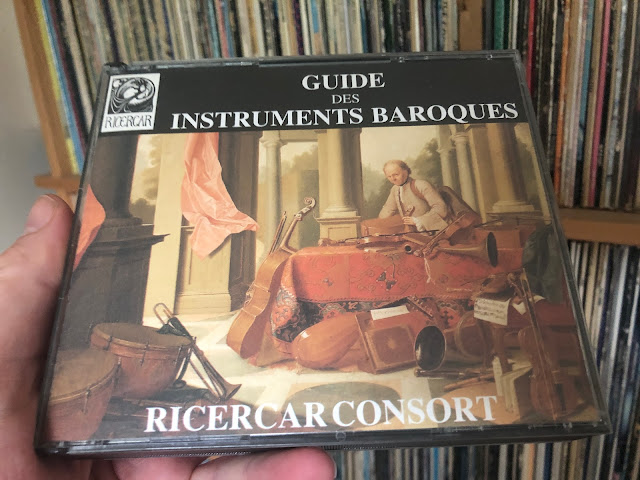 RICERCAR
GUIDE
DES
INSTRUMENTS BAROQUES
RICERCAR CONSORT